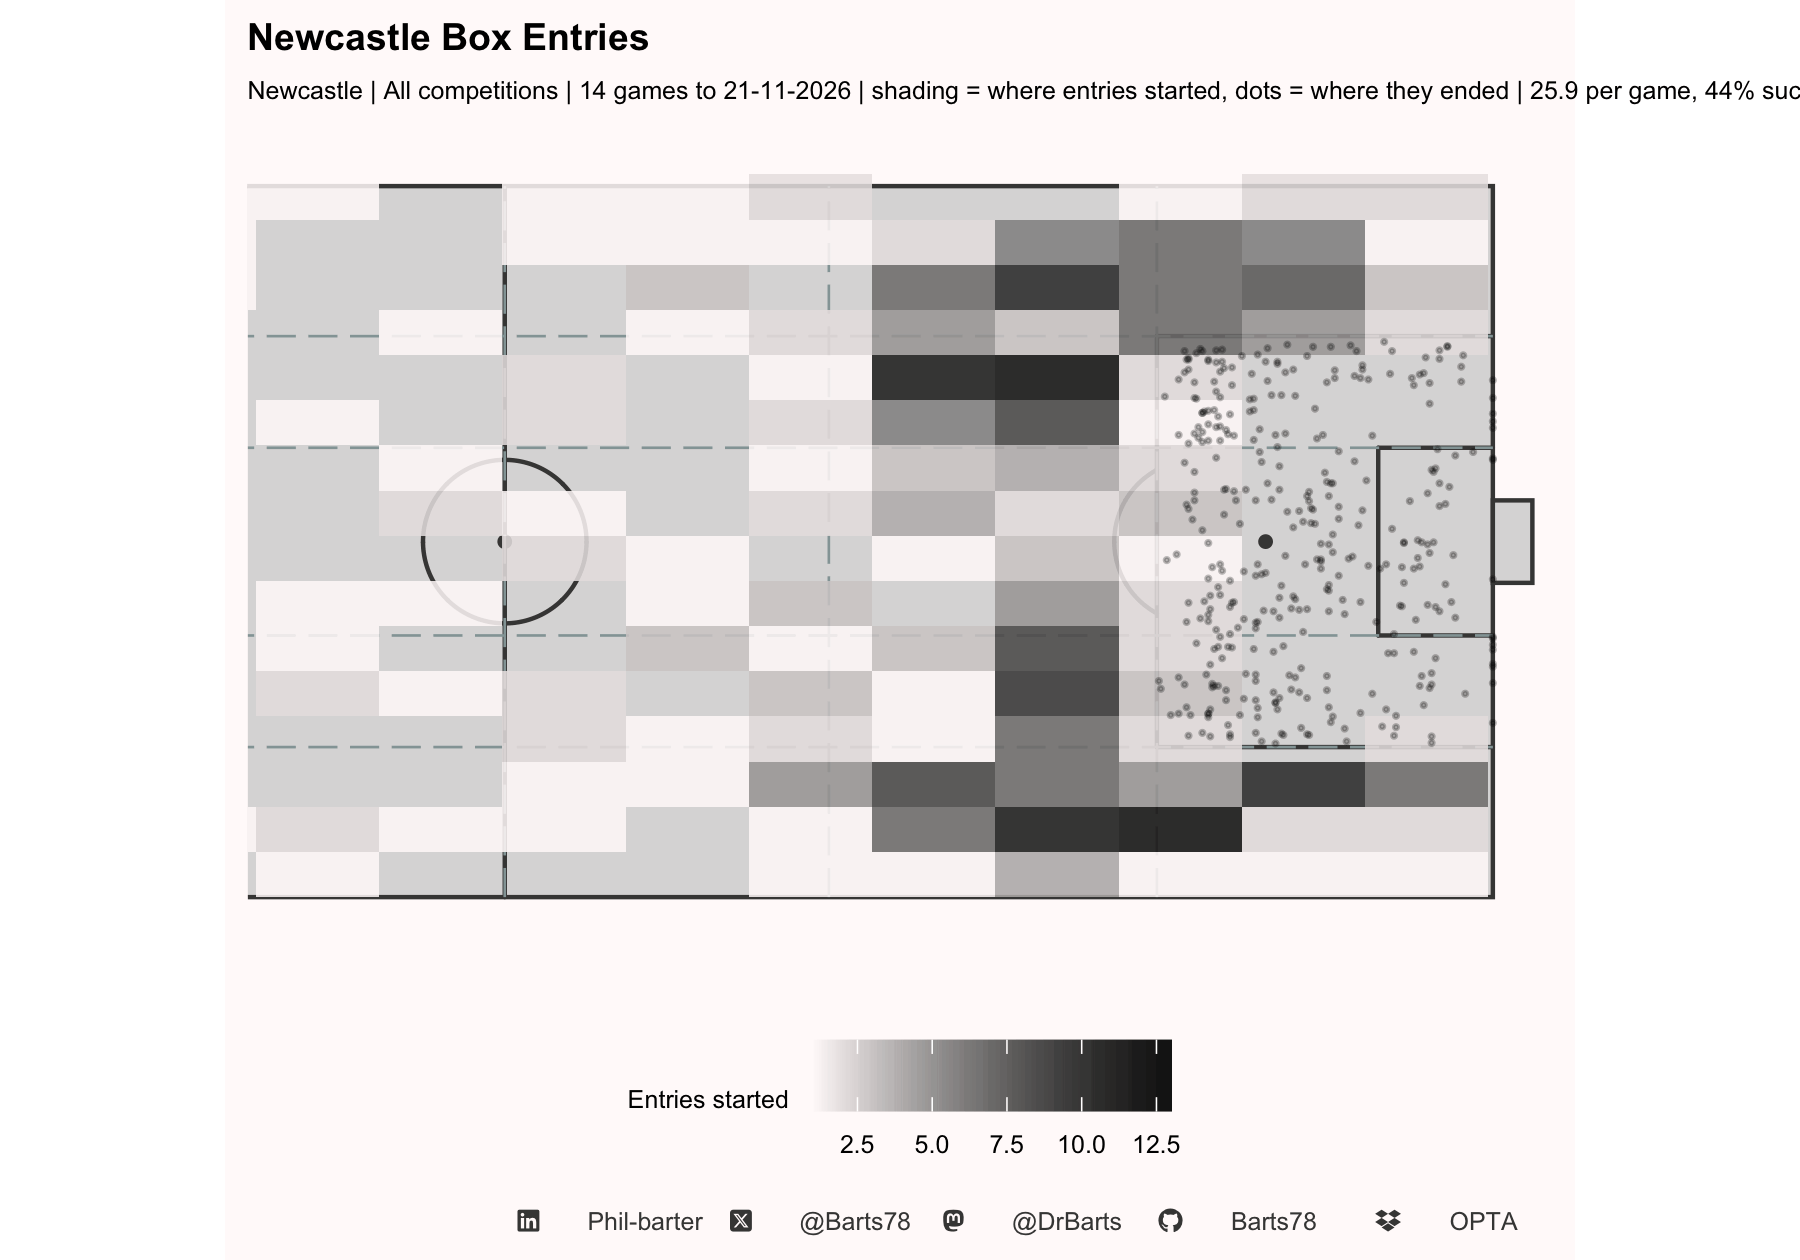 Newcastle Box Entries
Newcastle | All competitions | 14 games to 21-11-2026 | shading = where entries started, dots = where they ended | 25.9 per game, 44% suc
Entries started
2.5 5.0 7.5 10.0 12.5
Phil-barter @Barts78 @DrBarts Barts78 OPTA